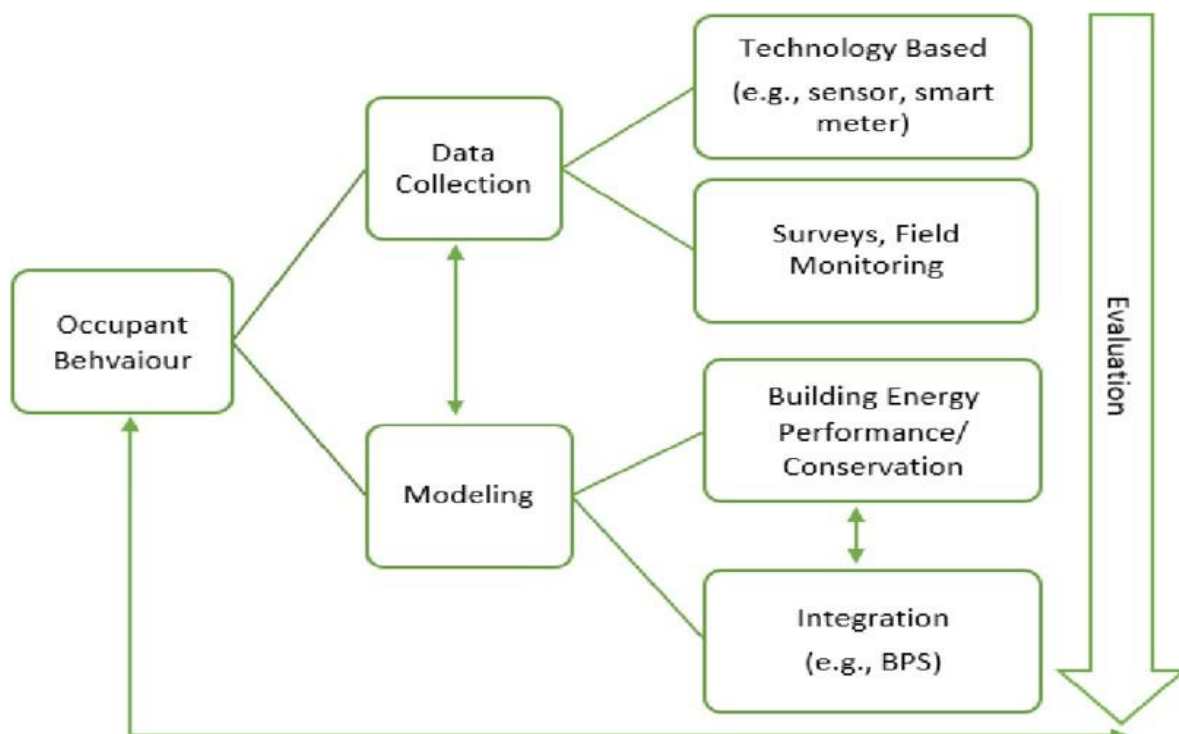 Technology Based
(e.g., sensor, smart
meter)
Data
Collection
Surveys, Field
Monitoring
Occupant
Behvaiour
Evaluation
Building Energy
Performance/
Conservation
Modeling
Integration
(e.g., BPS)